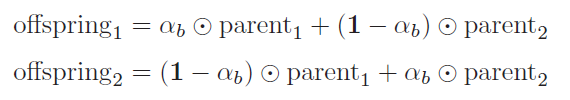 offspring₁ = α_b ⊙ parent₁ + (𝟏 − α_b) ⊙ parent₂
offspring₂ = (𝟏 − α_b) ⊙ parent₁ + α_b ⊙ parent₂